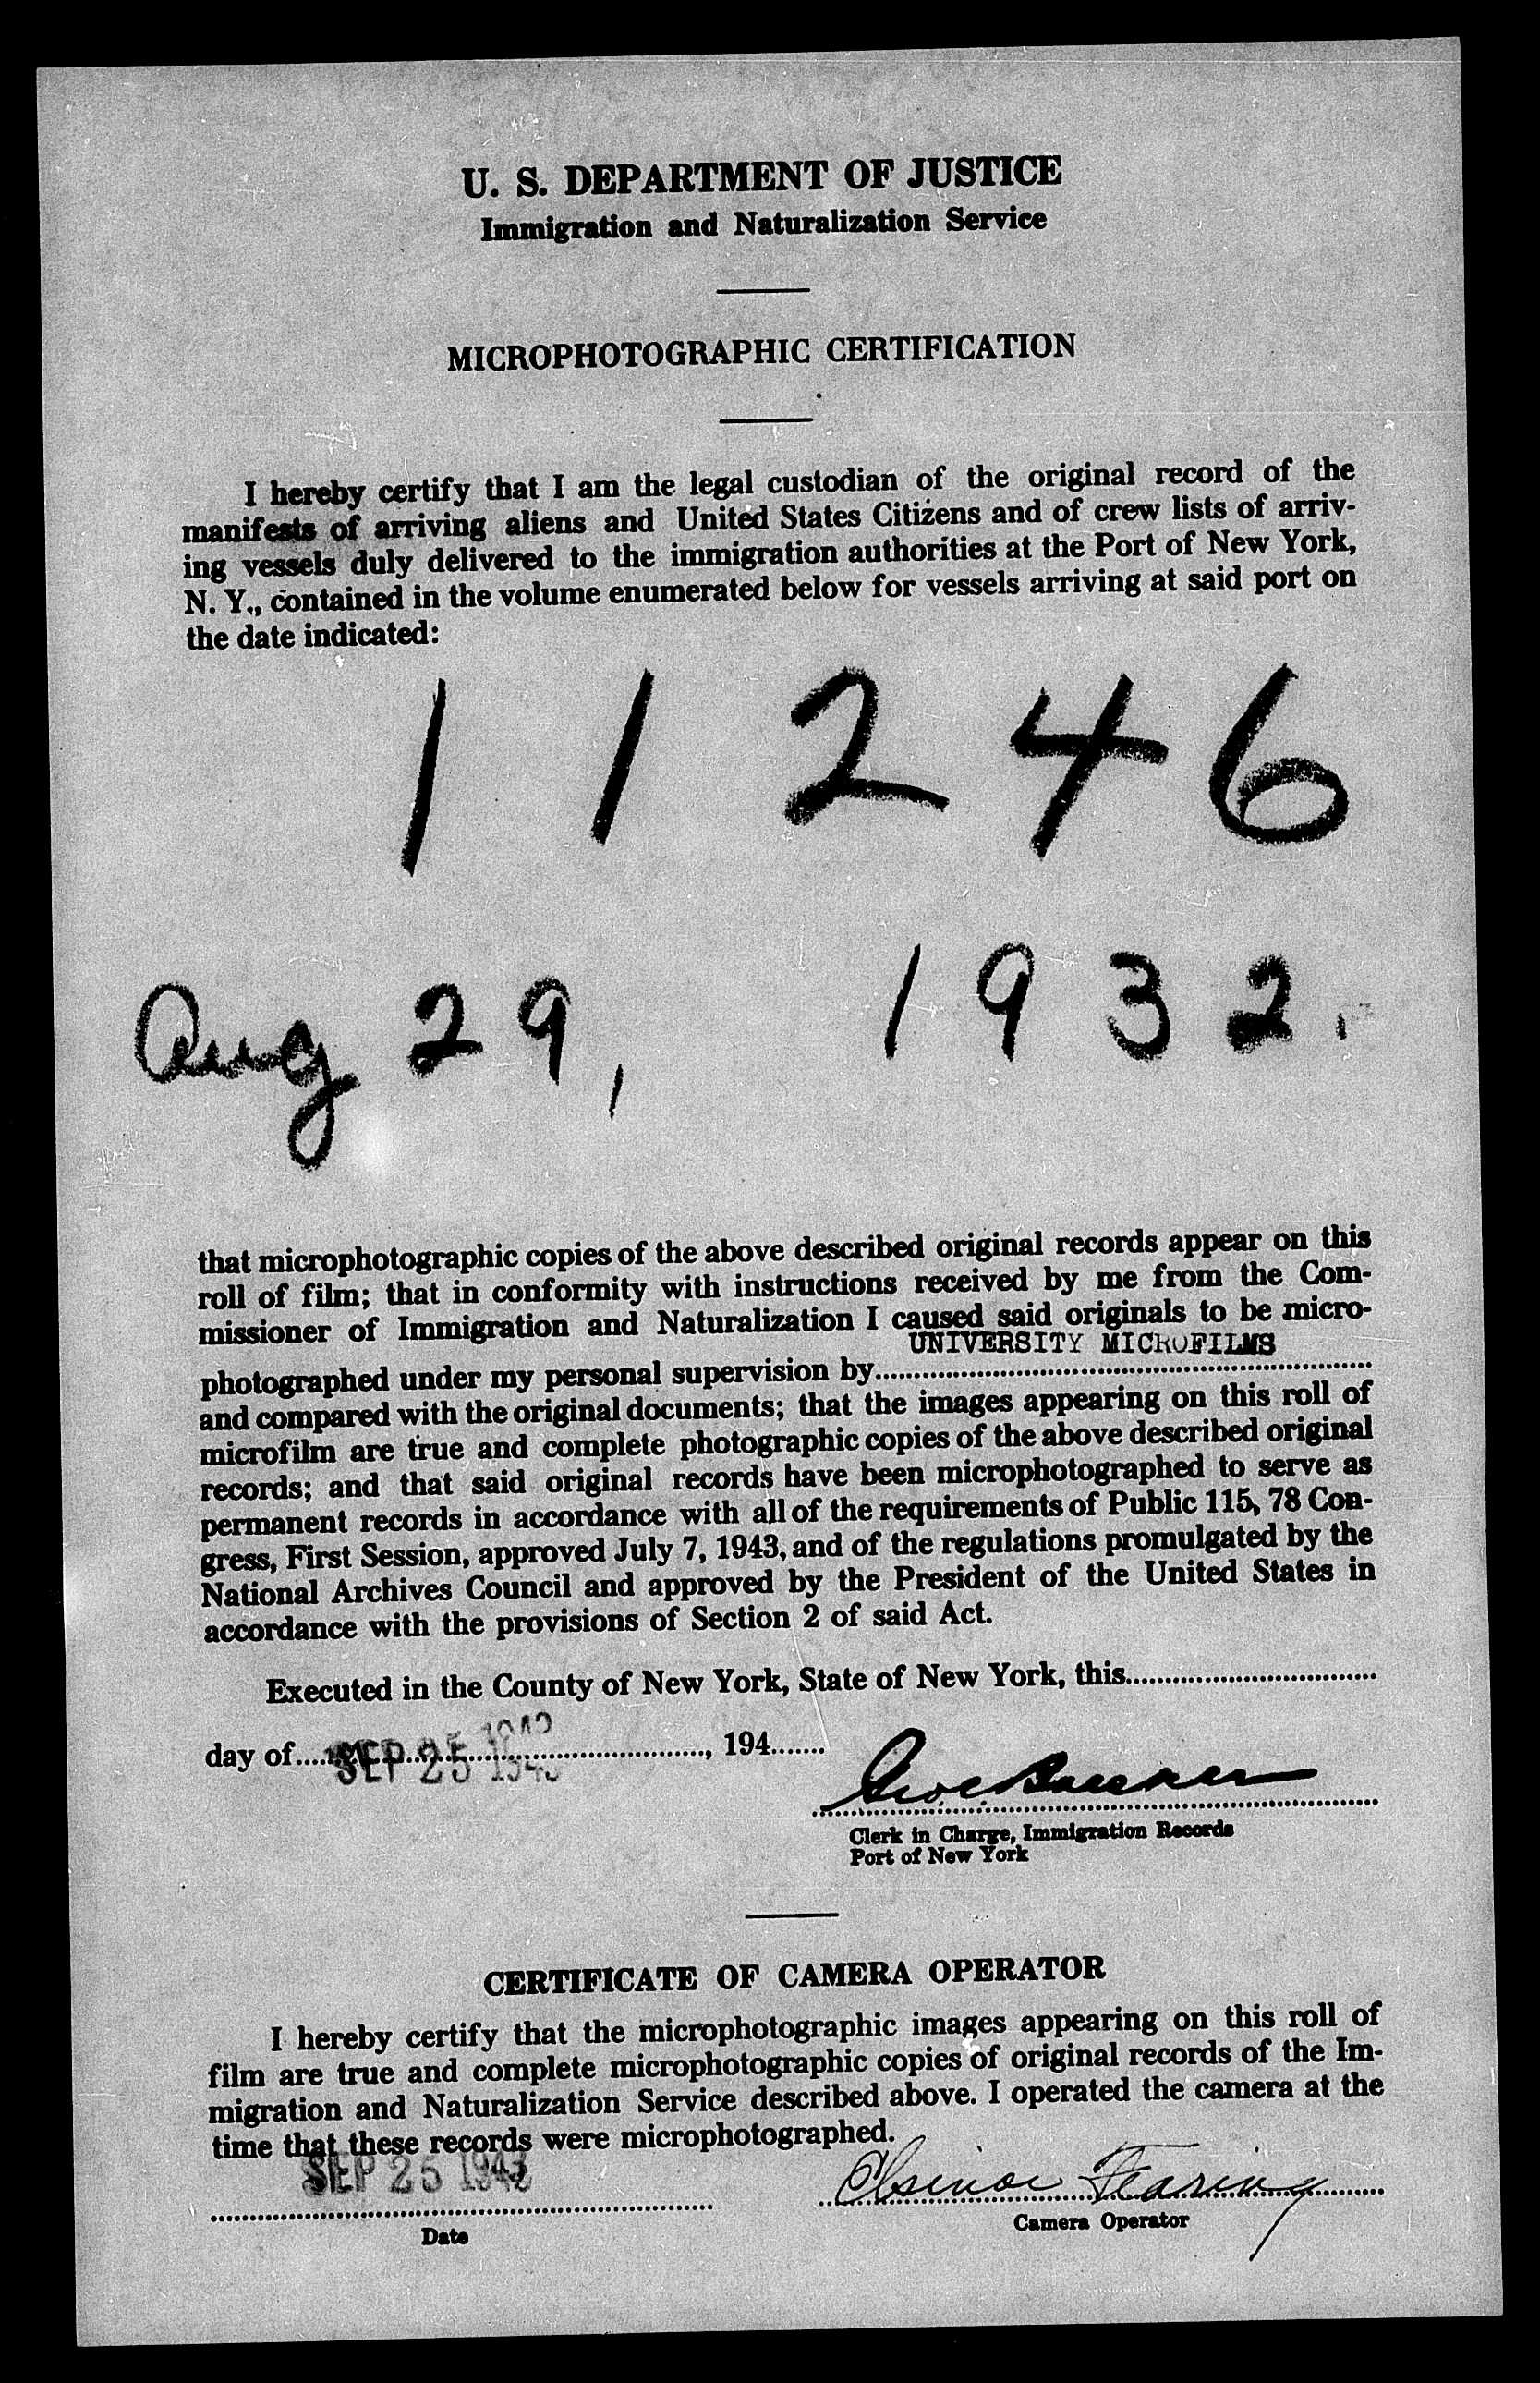 U. S. DEPARTMENT OF JUSTICE
Immigration and Naturalization Service
MICROPHOTOGRAPHIC CERTIFICATION
I hereby certify that I am the legal custodian of the original record of the
manifests of arriving aliens and United States Citizens and of crew lists of arriv-
ing vessels duly delivered to the immigration authorities at the Port of New York,
N. Y., contained in the volume enumerated below for vessels arriving at said port on
the date indicated:
1 1 2 4 6
Aug 29, 1932.
that microphotographic copies of the above described original records appear on this
roll of film; that in conformity with instructions received by me from the Com-
missioner of Immigration and Naturalization I caused said originals to be micro-
UNIVERSITY MICROFILMS
photographed under my personal supervision by
and compared with the original documents; that the images appearing on this roll of
microfilm are true and complete photographic copies of the above described original
records; and that said original records have been microphotographed to serve as
permanent records in accordance with all of the requirements of Public 115, 78 Con-
gress, First Session, approved July 7, 1943, and of the regulations promulgated by the
National Archives Council and approved by the President of the United States in
accordance with the provisions of Section 2 of said Act.
Executed in the County of New York, State of New York, this
day of SEP 25 1943, 194
Clerk in Charge, Immigration Records
Port of New York
CERTIFICATE OF CAMERA OPERATOR
I hereby certify that the microphotographic images appearing on this roll of
film are true and complete microphotographic copies of original records of the Im-
migration and Naturalization Service described above. I operated the camera at the
time that these records were microphotographed.
SEP 25 1943 Elsinor Fearing
Date
Camera Operator